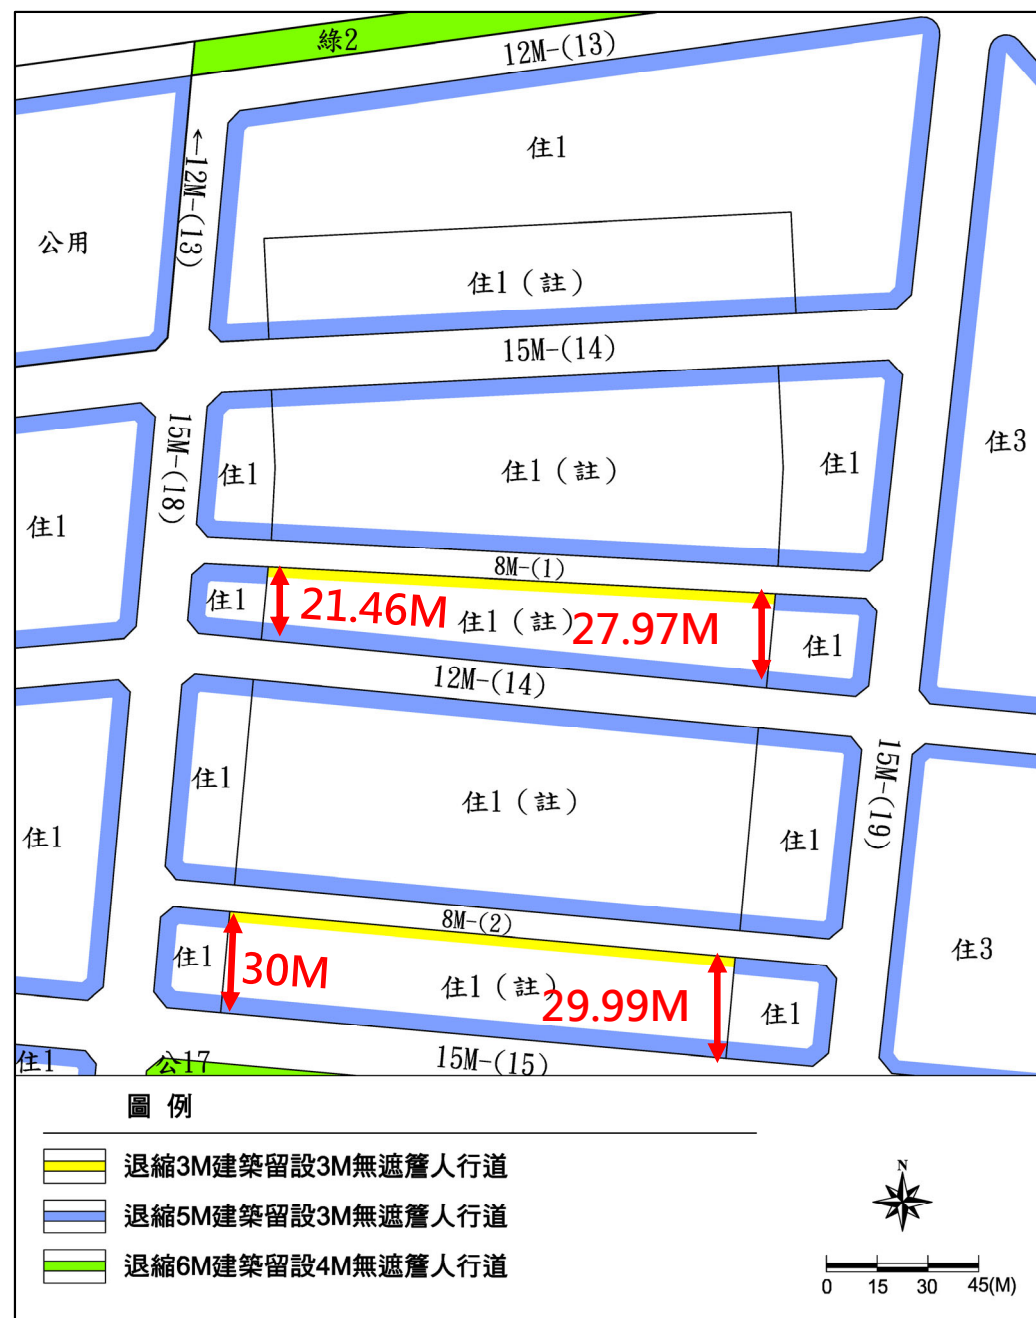 綠2
12M-(13)
住1
←12M-(13)
公用
住1（註）
15M-(14)
15M-(18)
住1
住1（註）
住1
住3
住1
8M-(1)
住1
21.46M
住1（註）
27.97M
住1
12M-(14)
住1
住1（註）
住1
15M-(19)
住1
8M-(2)
住1
30M
住1（註）
29.99M
住1
住3
住1
公17
15M-(15)
圖 例
退縮3M建築留設3M無遮簷人行道
退縮5M建築留設3M無遮簷人行道
退縮6M建築留設4M無遮簷人行道
N
0 15 30 45(M)